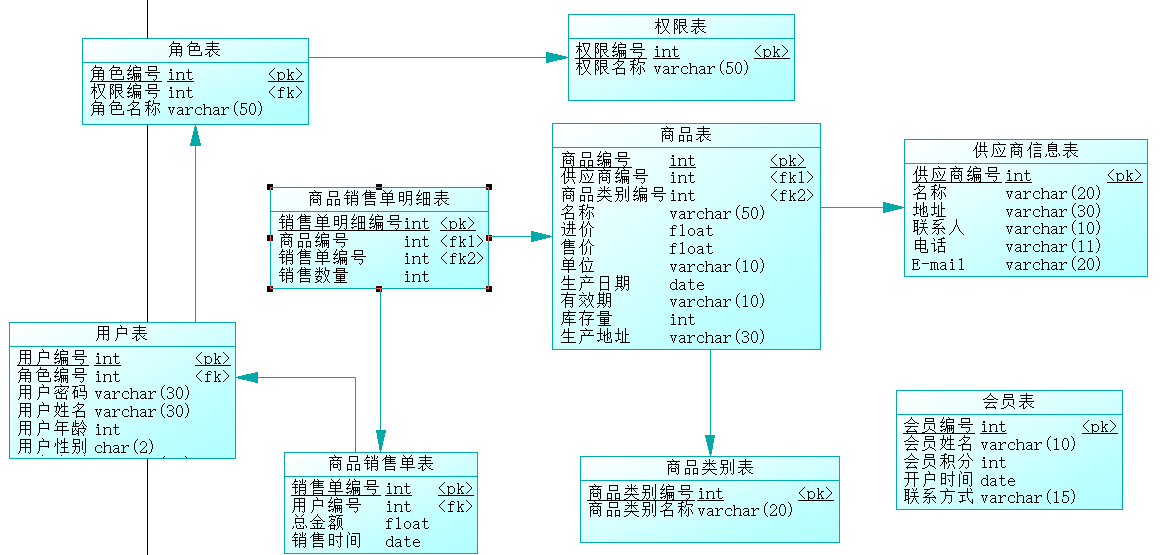 角色表
角色编号 int <pk>
权限编号 int <fk>
角色名称 varchar(50)
权限表
权限编号 int <pk>
权限名称 varchar(50)
商品表
商品编号 int <pk>
供应商编号 int <fk1>
商品类别编号 int <fk2>
名称 varchar(50)
进价 float
售价 float
单位 varchar(10)
生产日期 date
有效期 varchar(10)
库存量 int
生产地址 varchar(30)
供应商信息表
供应商编号 int <pk>
名称 varchar(20)
地址 varchar(30)
联系人 varchar(10)
电话 varchar(11)
E-mail varchar(20)
商品销售单明细表
销售单明细编号 int <pk>
商品编号 int <fk1>
销售单编号 int <fk2>
销售数量 int
用户表
用户编号 int <pk>
角色编号 int <fk>
用户密码 varchar(30)
用户姓名 varchar(30)
用户年龄 int
用户性别 char(2)
商品销售单表
销售单编号 int <pk>
用户编号 int <fk>
总金额 float
销售时间 date
商品类别表
商品类别编号 int <pk>
商品类别名称 varchar(20)
会员表
会员编号 int <pk>
会员姓名 varchar(10)
会员积分 int
开户时间 date
联系方式 varchar(15)